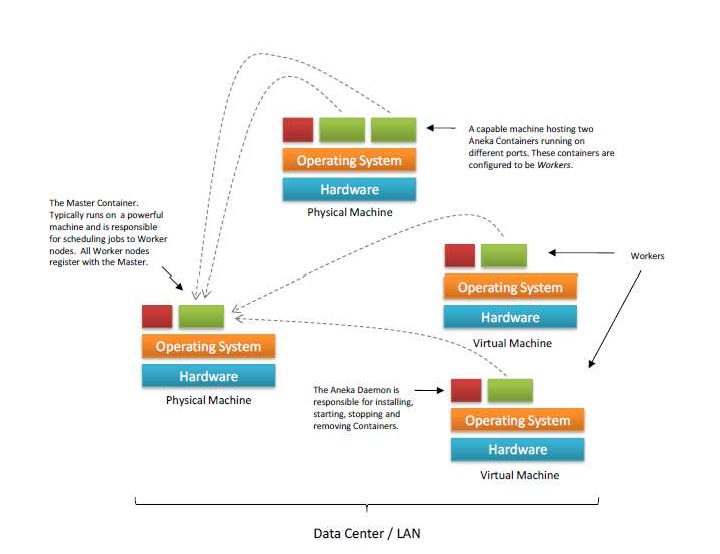 A capable machine hosting two
Aneka Containers running on
different ports. These containers are
configured to be Workers.
Operating System
Hardware
Physical Machine
The Master Container.
Typically runs on a powerful
machine and is responsible
for scheduling jobs to Worker
nodes. All Worker nodes
register with the Master.
Workers
Operating System
Hardware
Virtual Machine
Operating System
Hardware
Physical Machine
The Aneka Daemon is
responsible for installing,
starting, stopping and
removing Containers.
Operating System
Hardware
Virtual Machine
Data Center / LAN